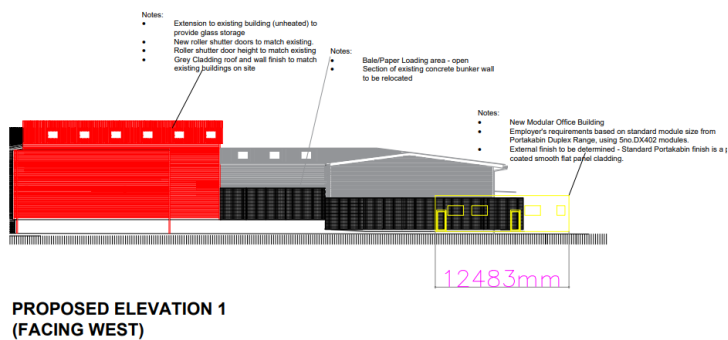 Notes:
• Extension to existing building (unheated) to
provide glass storage
• New roller shutter doors to match existing.
• Roller shutter door height to match existing
• Grey Cladding roof and wall finish to match
existing buildings on site
Notes:
• Bale/Paper Loading area - open
• Section of existing concrete bunker wall
to be relocated
Notes:
• New Modular Office Building
• Employer's requirements based on standard module size from
Portakabin Duplex Range, using 5no.DX402 modules.
• External finish to be determined - Standard Portakabin finish is a p
coated smooth flat panel cladding.
12483mm
PROPOSED ELEVATION 1
(FACING WEST)